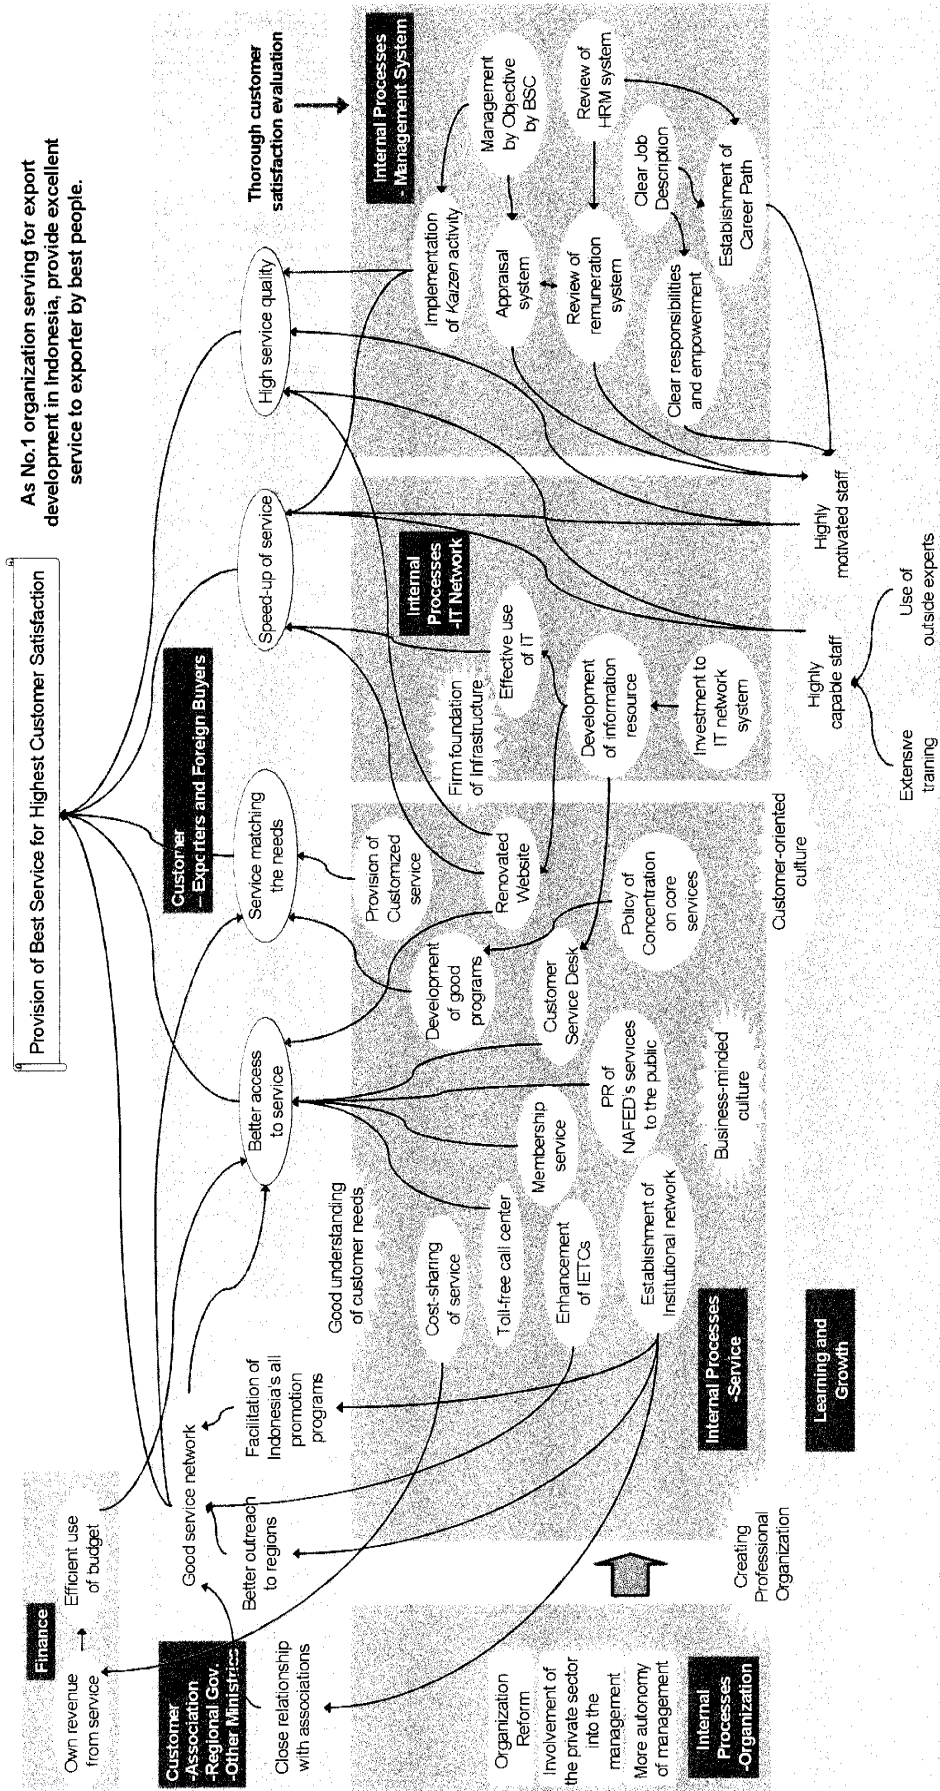 Provision of Best Service for Highest Customer Satisfaction
As No.1 organization serving for export
development in Indonesia, provide excellent
service to exporter by best people.
Finance
Own revenue
from service
Efficient use
of budget
Customer
-Association
-Regional Gov.
-Other Ministries
Good service network
Close relationship
with associations
Better outreach
to regions
Facilitation of
Indonesia's all
promotion
programs
Customer
– Exporters and Foreign Buyers
Better access
to service
Service matching
the needs
Speed-up of service
High service quality
Thorough customer
satisfaction evaluation
Good understanding
of customer needs
Internal
Processes
-Organization
Organization
Reform
Involvement of
the private sector
into the
management
More autonomy
of management
Creating
Professional
Organization
Internal Processes
-Service
Cost-sharing
of service
Toll-free call center
Enhancement
of IETCs
Establishment of
Institutional network
Membership
service
PR of
NAFED's services
to the public
Business-minded
culture
Development
of good
programs
Customer
Service Desk
Provision of
Customized
service
Renovated
Website
Policy of
Concentration
on core
services
Customer-oriented
culture
Internal
Processes
-IT Network
Firm foundation
of Infrastructure
Effective use
of IT
Development
of information
resource
Investment to
IT network
system
Internal Processes
- Management System
Implementation
of Kaizen activity
Management
by Objective
by BSC
Appraisal
system
Review of
remuneration
system
Review of
HRM system
Clear Job
Description
Clear responsibilities
and empowerment
Establishment of
Career Path
Learning and
Growth
Highly
capable staff
Highly
motivated staff
Extensive
training
Use of
outside experts